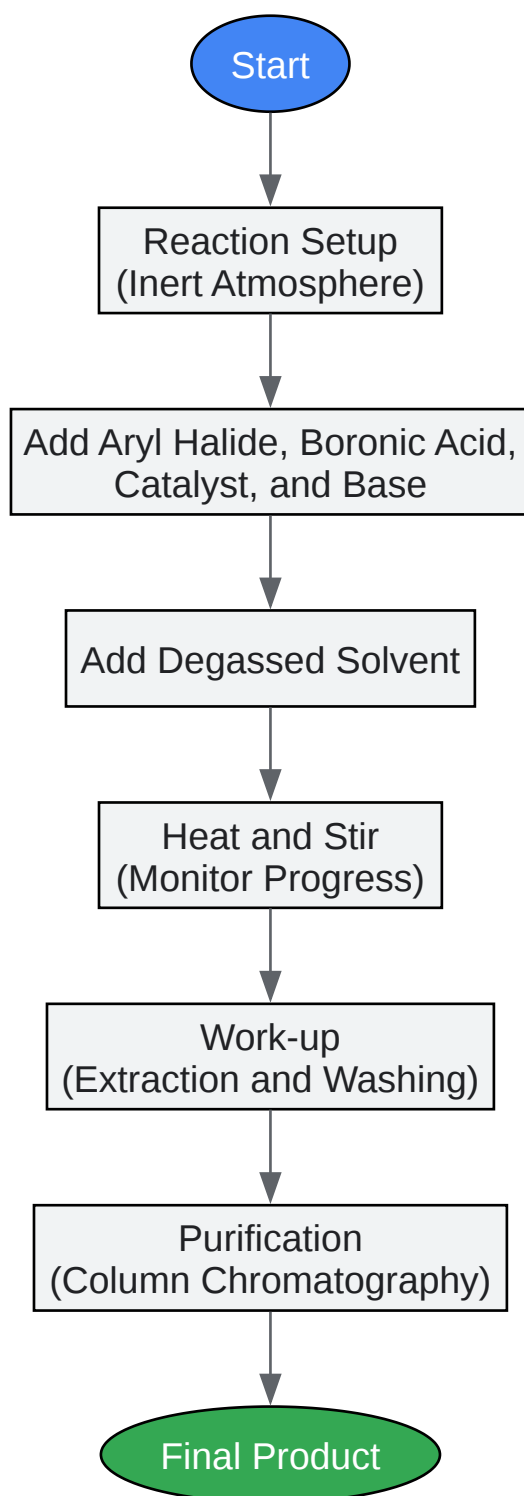 Start
Reaction Setup
(Inert Atmosphere)
Add Aryl Halide, Boronic Acid,
Catalyst, and Base
Add Degassed Solvent
Heat and Stir
(Monitor Progress)
Work-up
(Extraction and Washing)
Purification
(Column Chromatography)
Final Product